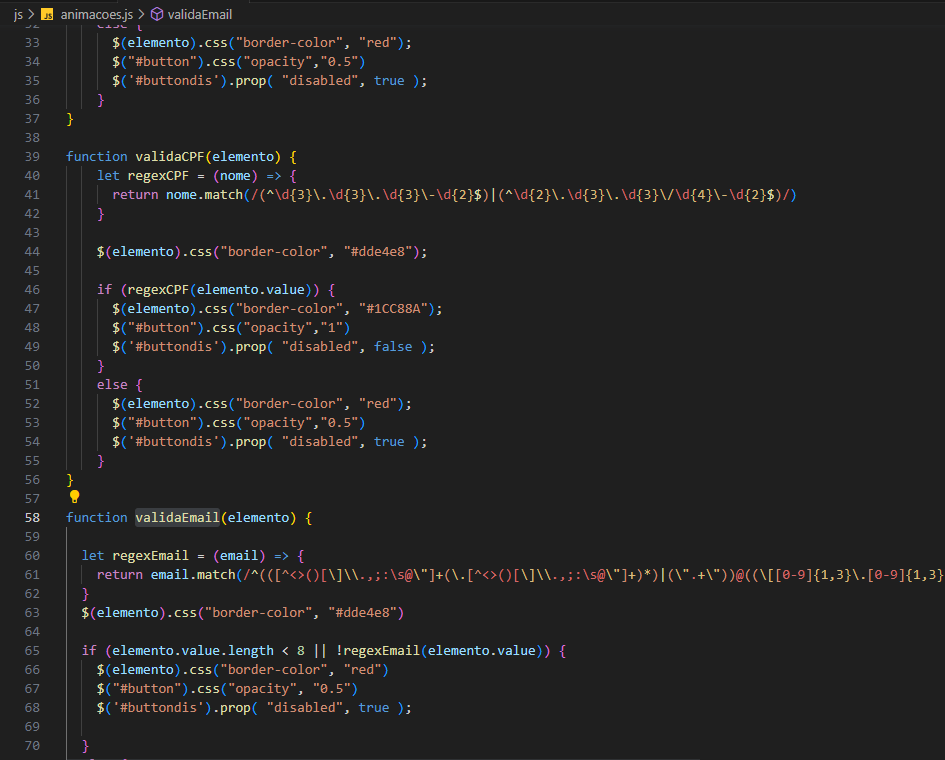 js > JS animacoes.js > validaEmail
32 else {
33 $(elemento).css("border-color", "red");
34 $("#button").css("opacity","0.5")
35 $('#buttondis').prop( "disabled", true );
36 }
37 }
38
39 function validaCPF(elemento) {
40 let regexCPF = (nome) => {
41 return nome.match(/(^\d{3}\.\d{3}\.\d{3}\-\d{2}$)|(^\d{2}\.\d{3}\.\d{3}\/\d{4}\-\d{2}$)/)
42 }
43
44 $(elemento).css("border-color", "#dde4e8");
45
46 if (regexCPF(elemento.value)) {
47 $(elemento).css("border-color", "#1CC88A");
48 $("#button").css("opacity","1")
49 $('#buttondis').prop( "disabled", false );
50 }
51 else {
52 $(elemento).css("border-color", "red");
53 $("#button").css("opacity","0.5")
54 $('#buttondis').prop( "disabled", true );
55 }
56 }
57
58 function validaEmail(elemento) {
59
60 let regexEmail = (email) => {
61 return email.match(/^(([^<>()[\]\\.,;:\s@\"]+(\.[^<>()[\]\\.,;:\s@\"]+)*)|(\".+\"))@((\[[0-9]{1,3}\.[0-9]{1,3}
62 }
63 $(elemento).css("border-color", "#dde4e8")
64
65 if (elemento.value.length < 8 || !regexEmail(elemento.value)) {
66 $(elemento).css("border-color", "red")
67 $("#button").css("opacity", "0.5")
68 $('#buttondis').prop( "disabled", true );
69
70 }